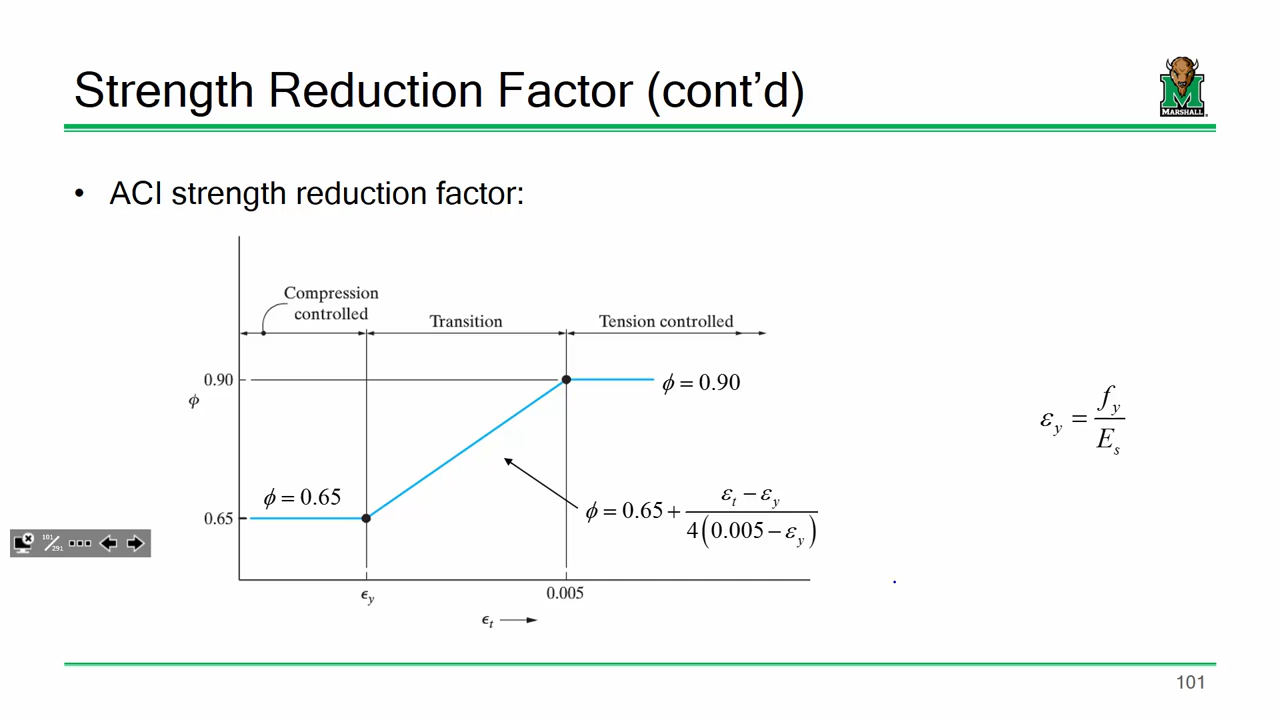 Strength Reduction Factor (cont’d)
MARSHALL
• ACI strength reduction factor:
Compression
controlled
Transition
Tension controlled
0.90
ϕ
ϕ = 0.90
ε_y = f_y / E_s
ϕ = 0.65
ϕ = 0.65 + (ε_t − ε_y) / 4(0.005 − ε_y)
0.65
101/291
ϵ_y
0.005
ϵ_t
101